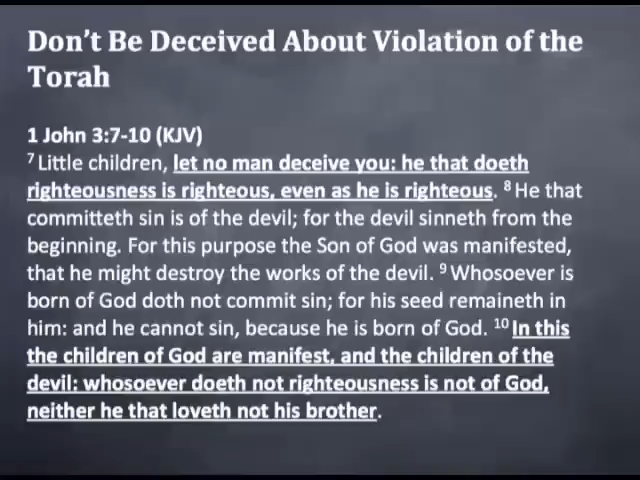 Don't Be Deceived About Violation of the
Torah
1 John 3:7-10 (KJV)
7 Little children, let no man deceive you: he that doeth
righteousness is righteous, even as he is righteous. 8 He that
committeth sin is of the devil; for the devil sinneth from the
beginning. For this purpose the Son of God was manifested,
that he might destroy the works of the devil. 9 Whosoever is
born of God doth not commit sin; for his seed remaineth in
him: and he cannot sin, because he is born of God. 10 In this
the children of God are manifest, and the children of the
devil: whosoever doeth not righteousness is not of God,
neither he that loveth not his brother.